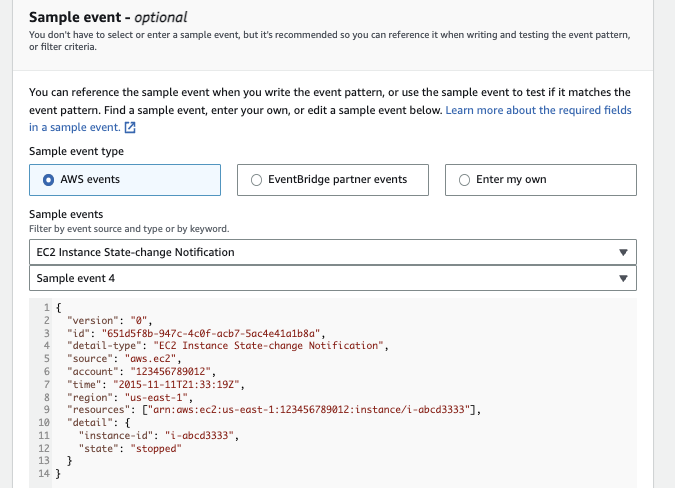 Sample event - optional
You don't have to select or enter a sample event, but it's recommended so you can reference it when writing and testing the event pattern,
or filter criteria.
You can reference the sample event when you write the event pattern, or use the sample event to test if it matches the
event pattern. Find a sample event, enter your own, or edit a sample event below. Learn more about the required fields
in a sample event.
Sample event type
AWS events
EventBridge partner events
Enter my own
Sample events
Filter by event source and type or by keyword.
EC2 Instance State-change Notification
Sample event 4
1 {
2 "version": "0",
3 "id": "651d5f8b-947c-4c0f-acb7-5ac4e41a1b8a",
4 "detail-type": "EC2 Instance State-change Notification",
5 "source": "aws.ec2",
6 "account": "123456789012",
7 "time": "2015-11-11T21:33:19Z",
8 "region": "us-east-1",
9 "resources": ["arn:aws:ec2:us-east-1:123456789012:instance/i-abcd3333"],
10 "detail": {
11 "instance-id": "i-abcd3333",
12 "state": "stopped"
13 }
14 }